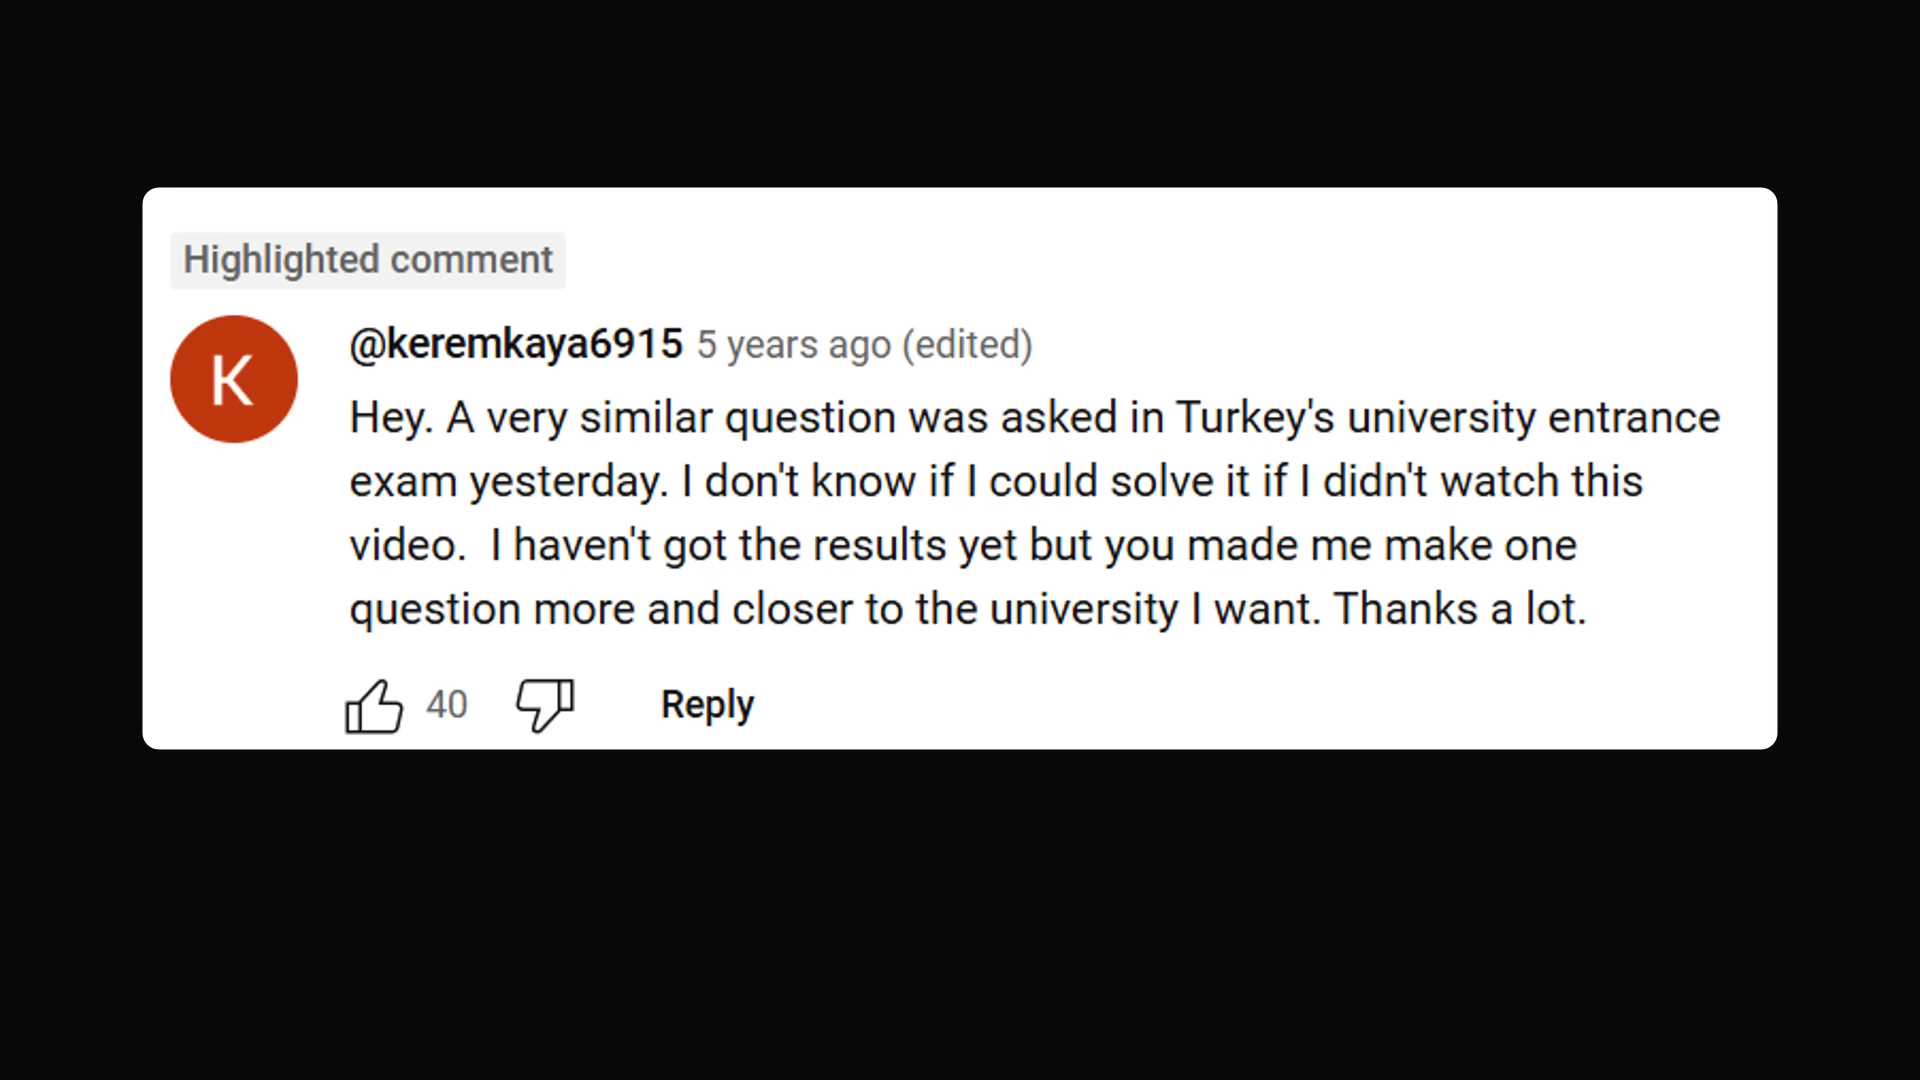 Highlighted comment
K
@keremkaya6915 5 years ago (edited)
Hey. A very similar question was asked in Turkey's university entrance
exam yesterday. I don't know if I could solve it if I didn't watch this
video.  I haven't got the results yet but you made me make one
question more and closer to the university I want. Thanks a lot.
40 Reply